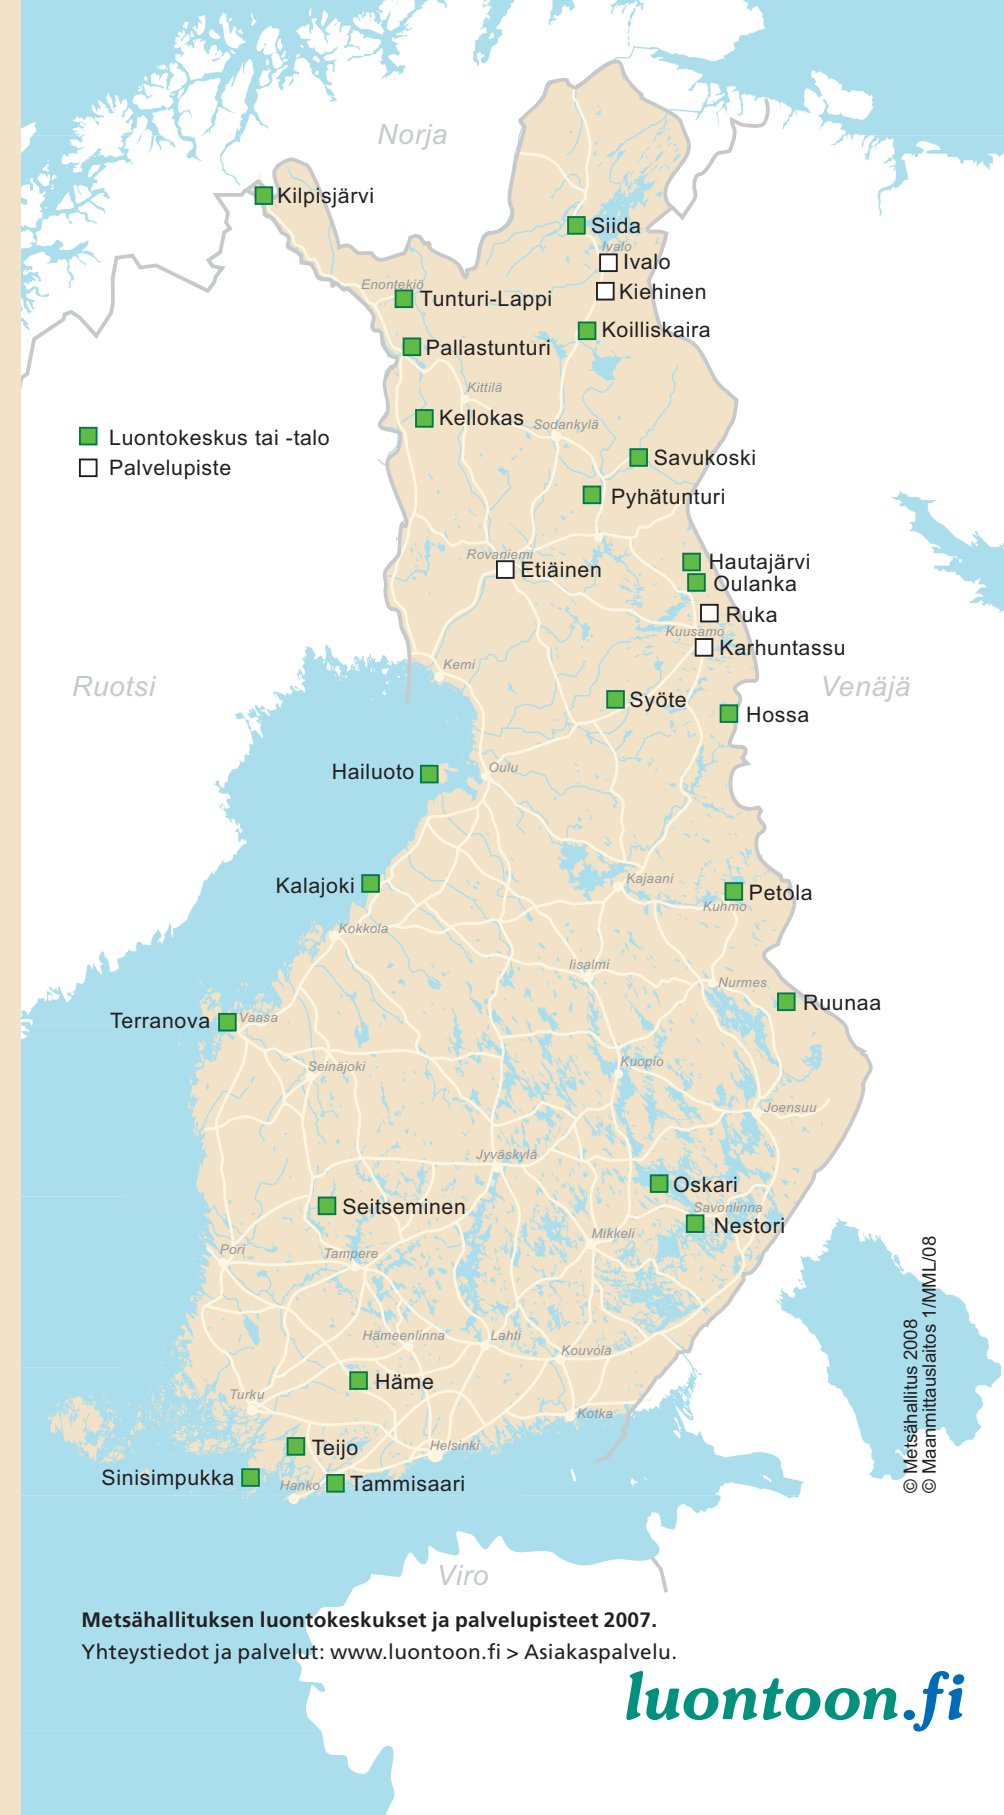 Norja
Kilpisjärvi
Siida
Ivalo
Ivalo
Enontekiö
Kiehinen
Tunturi-Lappi
Koilliskaira
Pallastunturi
Kittilä
Kellokas
Sodankylä
Luontokeskus tai -talo
Savukoski
Palvelupiste
Pyhätunturi
Rovaniemi
Hautajärvi
Etiäinen
Oulanka
Ruka
Kuusamo
Karhuntassu
Kemi
Ruotsi
Venäjä
Syöte
Hossa
Hailuoto
Oulu
Kajaani
Kalajoki
Petola
Kuhmo
Kokkola
Iisalmi
Nurmes
Ruunaa
Terranova
Vaasa
Kuopio
Seinäjoki
Joensuu
Jyväskylä
Oskari
Seitseminen
Savonlinna
Nestori
Mikkeli
Pori
Tampere
Hämeenlinna
Lahti
Kouvola
Häme
Turku
Kotka
Teijo
Helsinki
Sinisimpukka
Hanko
Tammisaari
© Metsähallitus 2008
© Maanmittauslaitos 1/MML/08
Viro
Metsähallituksen luontokeskukset ja palvelupisteet 2007.
Yhteystiedot ja palvelut: www.luontoon.fi > Asiakaspalvelu.
luontoon.fi